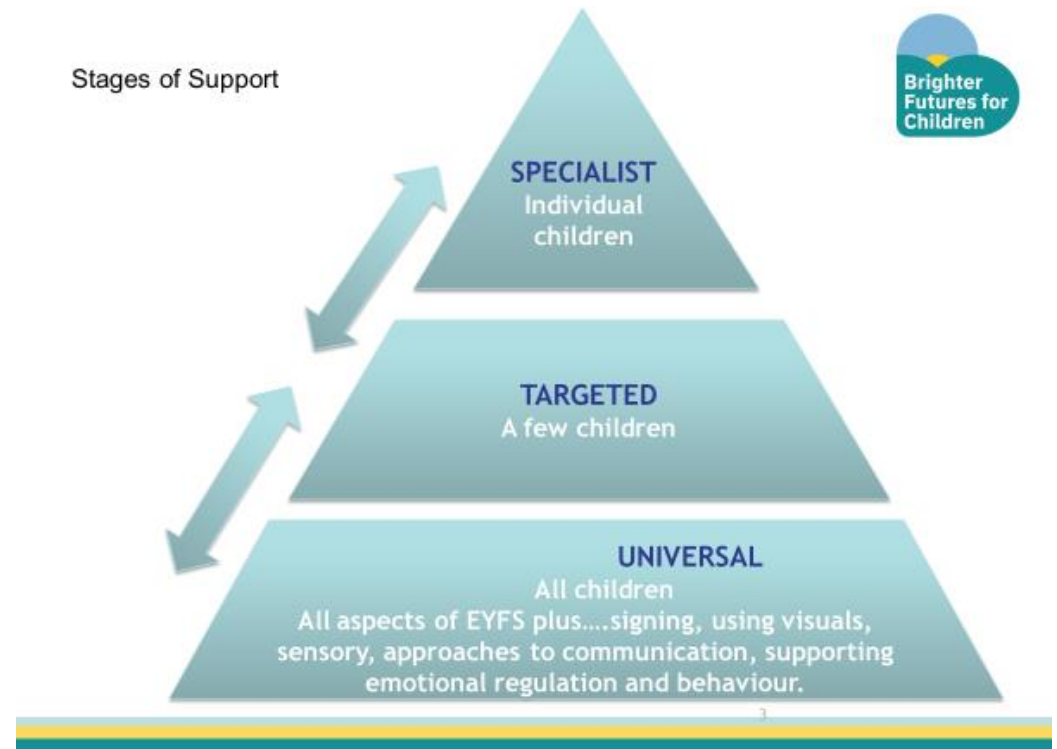 Stages of Support
Brighter
Futures for
Children
SPECIALIST
Individual
children
TARGETED
A few children
UNIVERSAL
All children
All aspects of EYFS plus....signing, using visuals,
sensory, approaches to communication, supporting
emotional regulation and behaviour.
3